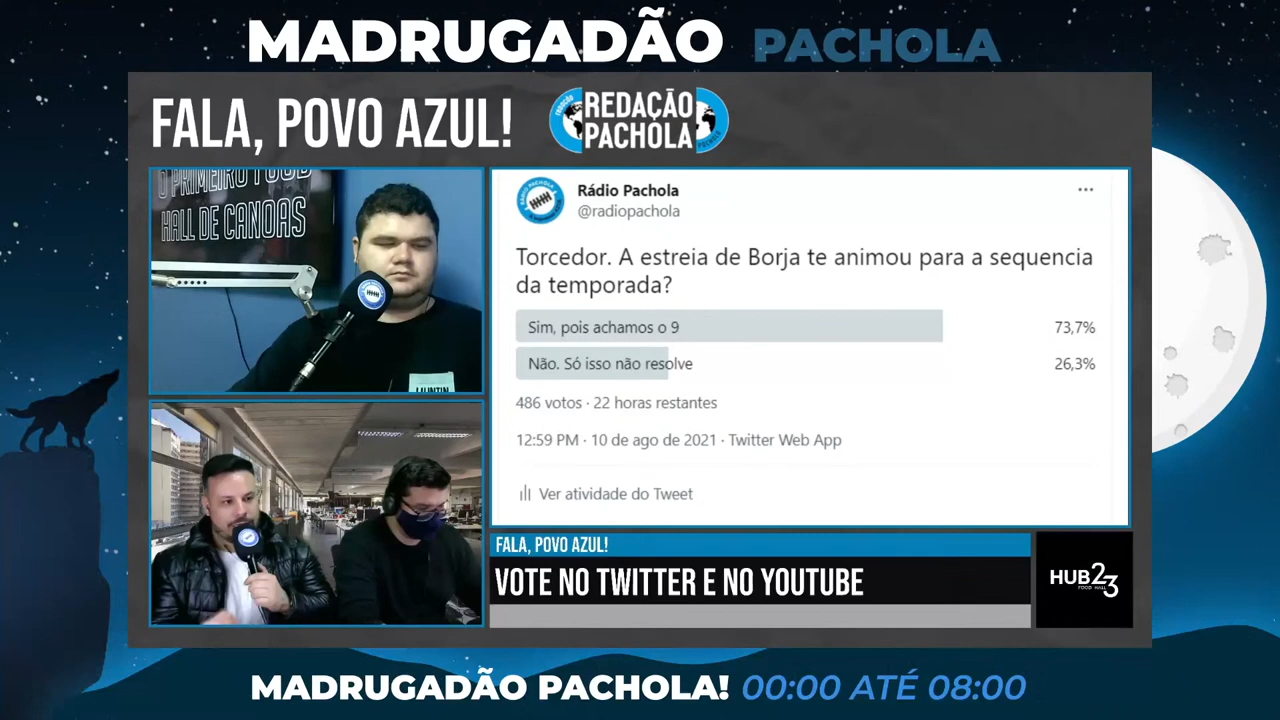 MADRUGADÃO PACHOLA
FALA, POVO AZUL!
REDAÇÃO
PACHOLA
O PRIMEIRO FOOD
HALL DE CANOAS
Rádio Pachola
@radiopachola
Torcedor. A estreia de Borja te animou para a sequencia
da temporada?
Sim, pois achamos o 9 73,7%
Não. Só isso não resolve 26,3%
486 votos · 22 horas restantes
12:59 PM · 10 de ago de 2021 · Twitter Web App
Ver atividade do Tweet
FALA, POVO AZUL!
VOTE NO TWITTER E NO YOUTUBE
HUB23
FOOD HALL
MADRUGADÃO PACHOLA! 00:00 ATÉ 08:00